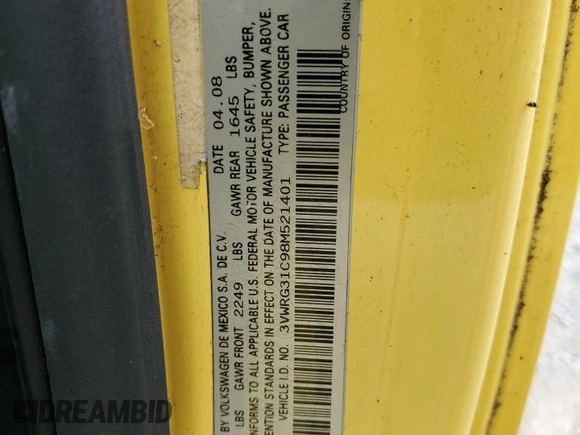 BY VOLKSWAGEN DE MEXICO S.A. DE C.V. DATE 04.08
LBS GAWR FRONT 2249 LBS GAWR REAR 1645 LBS
NFORMS TO ALL APPLICABLE U.S. FEDERAL MOTOR VEHICLE SAFETY, BUMPER,
ENTION STANDARDS IN EFFECT ON THE DATE OF MANUFACTURE SHOWN ABOVE.
VEHICLE I.D. NO. 3VWRG31C98M521401 TYPE: PASSENGER CAR
COUNTRY OF ORIGIN
DREAMBID